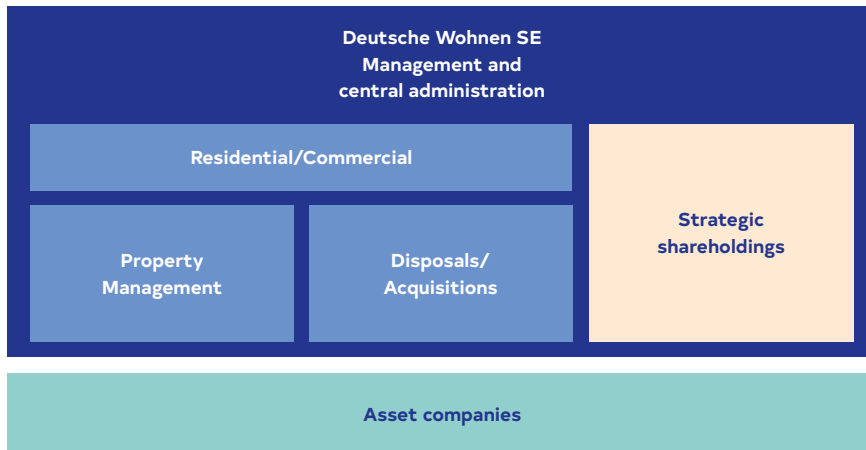 Deutsche Wohnen SE
Management and
central administration
Residential/Commercial
Property
Management
Disposals/
Acquisitions
Strategic
shareholdings
Asset companies